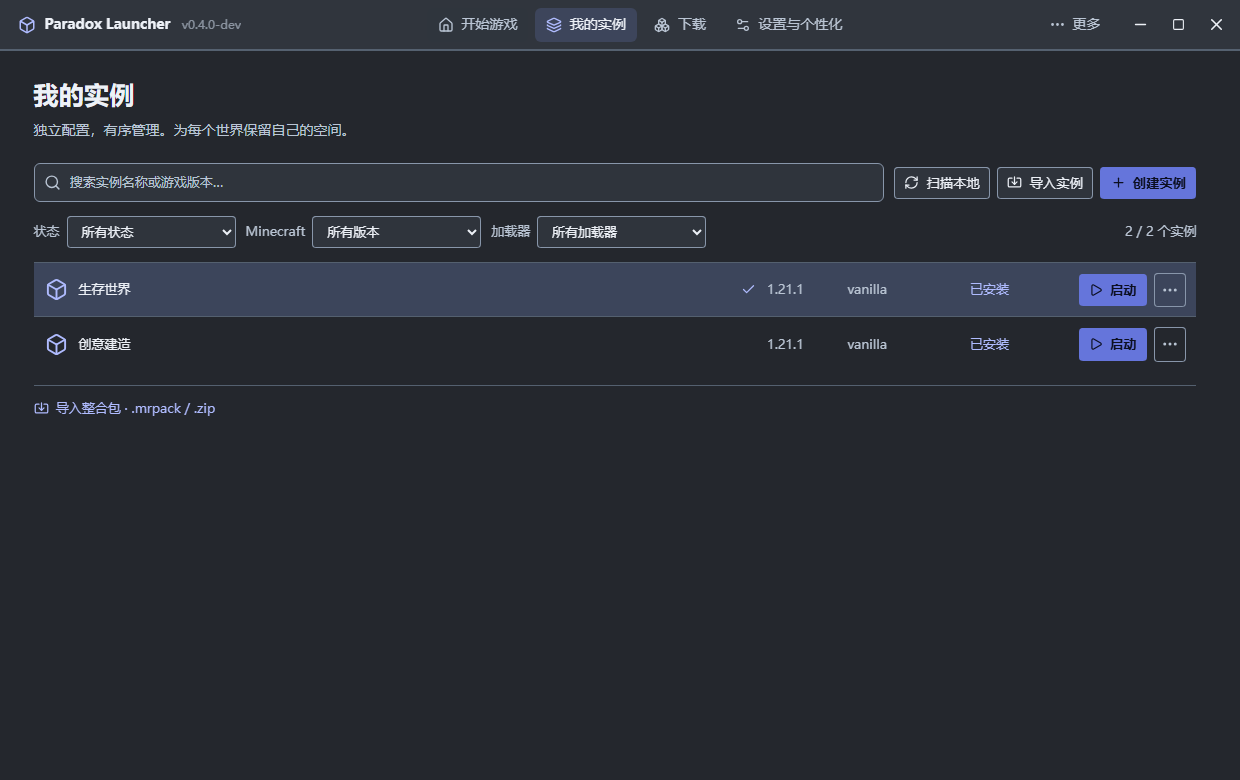 Paradox Launcher v0.4.0-dev 开始游戏 我的实例 下载 设置与个性化 更多
我的实例
独立配置，有序管理。为每个世界保留自己的空间。
搜索实例名称或游戏版本... 扫描本地 导入实例 创建实例
状态 所有状态 Minecraft 所有版本 加载器 所有加载器 2 / 2 个实例
生存世界 1.21.1 vanilla 已安装 启动
创意建造 1.21.1 vanilla 已安装 启动
导入整合包 · .mrpack / .zip